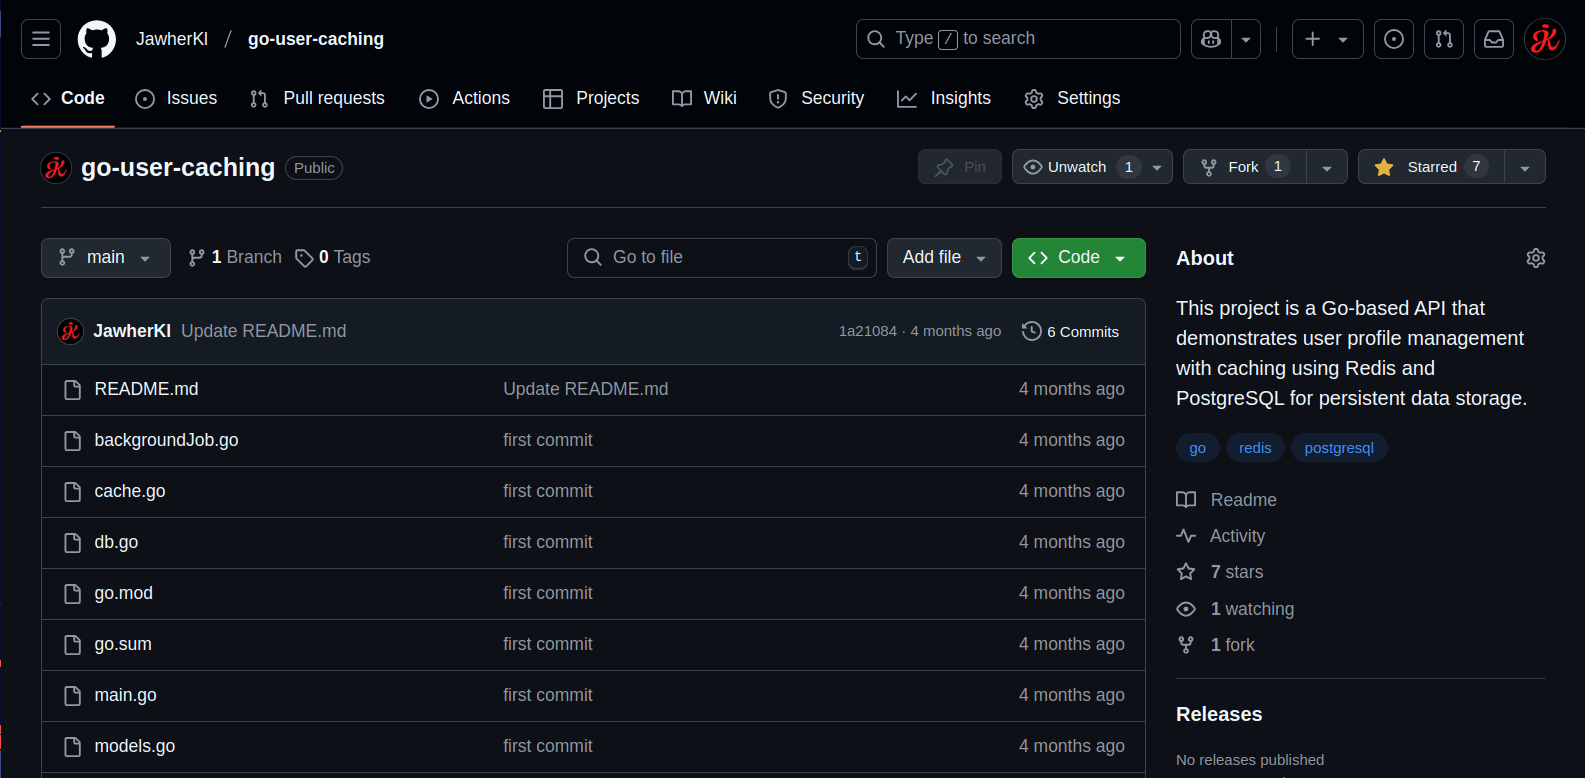 JawherKl / go-user-caching
Type / to search
Code Issues Pull requests Actions Projects Wiki Security Insights Settings
go-user-caching Public
Pin Unwatch 1 Fork 1 Starred 7
main 1 Branch 0 Tags Go to file t Add file Code
JawherKl Update README.md 1a21084 · 4 months ago 6 Commits
README.md Update README.md 4 months ago
backgroundJob.go first commit 4 months ago
cache.go first commit 4 months ago
db.go first commit 4 months ago
go.mod first commit 4 months ago
go.sum first commit 4 months ago
main.go first commit 4 months ago
models.go first commit 4 months ago
About
This project is a Go-based API that
demonstrates user profile management
with caching using Redis and
PostgreSQL for persistent data storage.
go redis postgresql
Readme
Activity
7 stars
1 watching
1 fork
Releases
No releases published